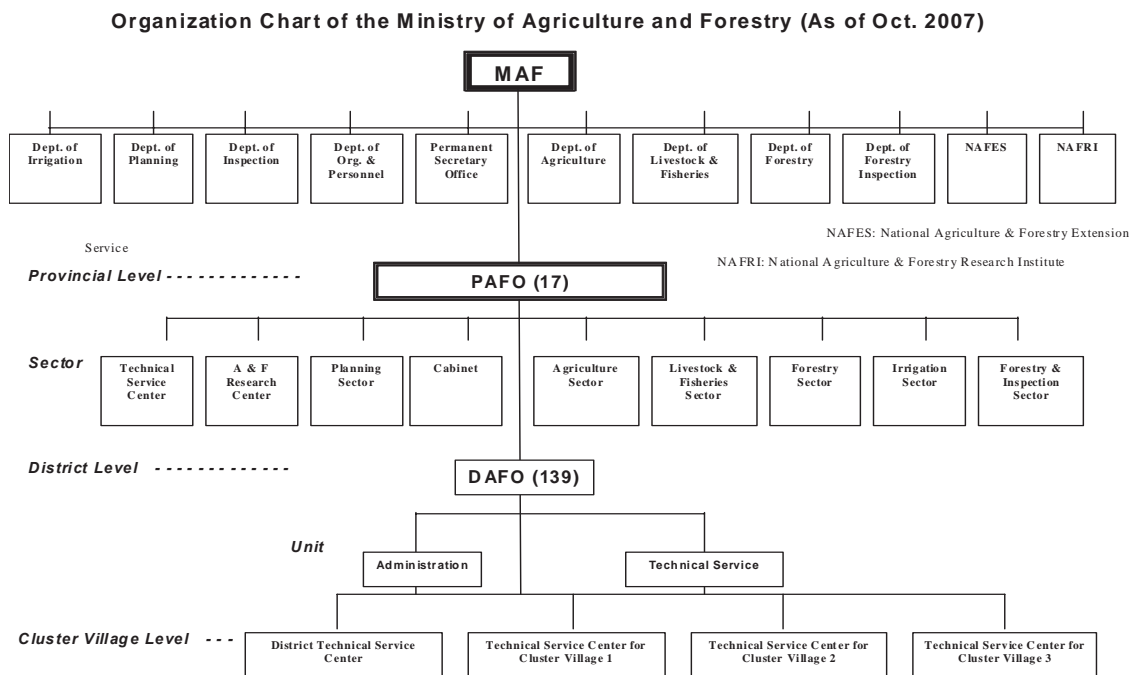 Organization Chart of the Ministry of Agriculture and Forestry (As of Oct. 2007)
MAF
Dept. of
Irrigation
Dept. of
Planning
Dept. of
Inspection
Dept. of
Org. &
Personnel
Permanent
Secretary
Office
Dept. of
Agriculture
Dept. of
Livestock &
Fisheries
Dept. of
Forestry
Dept. of
Forestry
Inspection
NAFES
NAFRI
NAFES: National Agriculture & Forestry Extension
Service
NAFRI: National Agriculture & Forestry Research Institute
Provincial Level - - - - - - - - - - - - -
PAFO (17)
Sector
Technical
Service
Center
A & F
Research
Center
Planning
Sector
Cabinet
Agriculture
Sector
Livestock &
Fisheries
Sector
Forestry
Sector
Irrigation
Sector
Forestry &
Inspection
Sector
District Level - - - - - - - - - - - - -
DAFO (139)
Unit
Administration
Technical Service
Cluster Village Level - - -
District Technical Service
Center
Technical Service Center for
Cluster Village 1
Technical Service Center for
Cluster Village 2
Technical Service Center for
Cluster Village 3